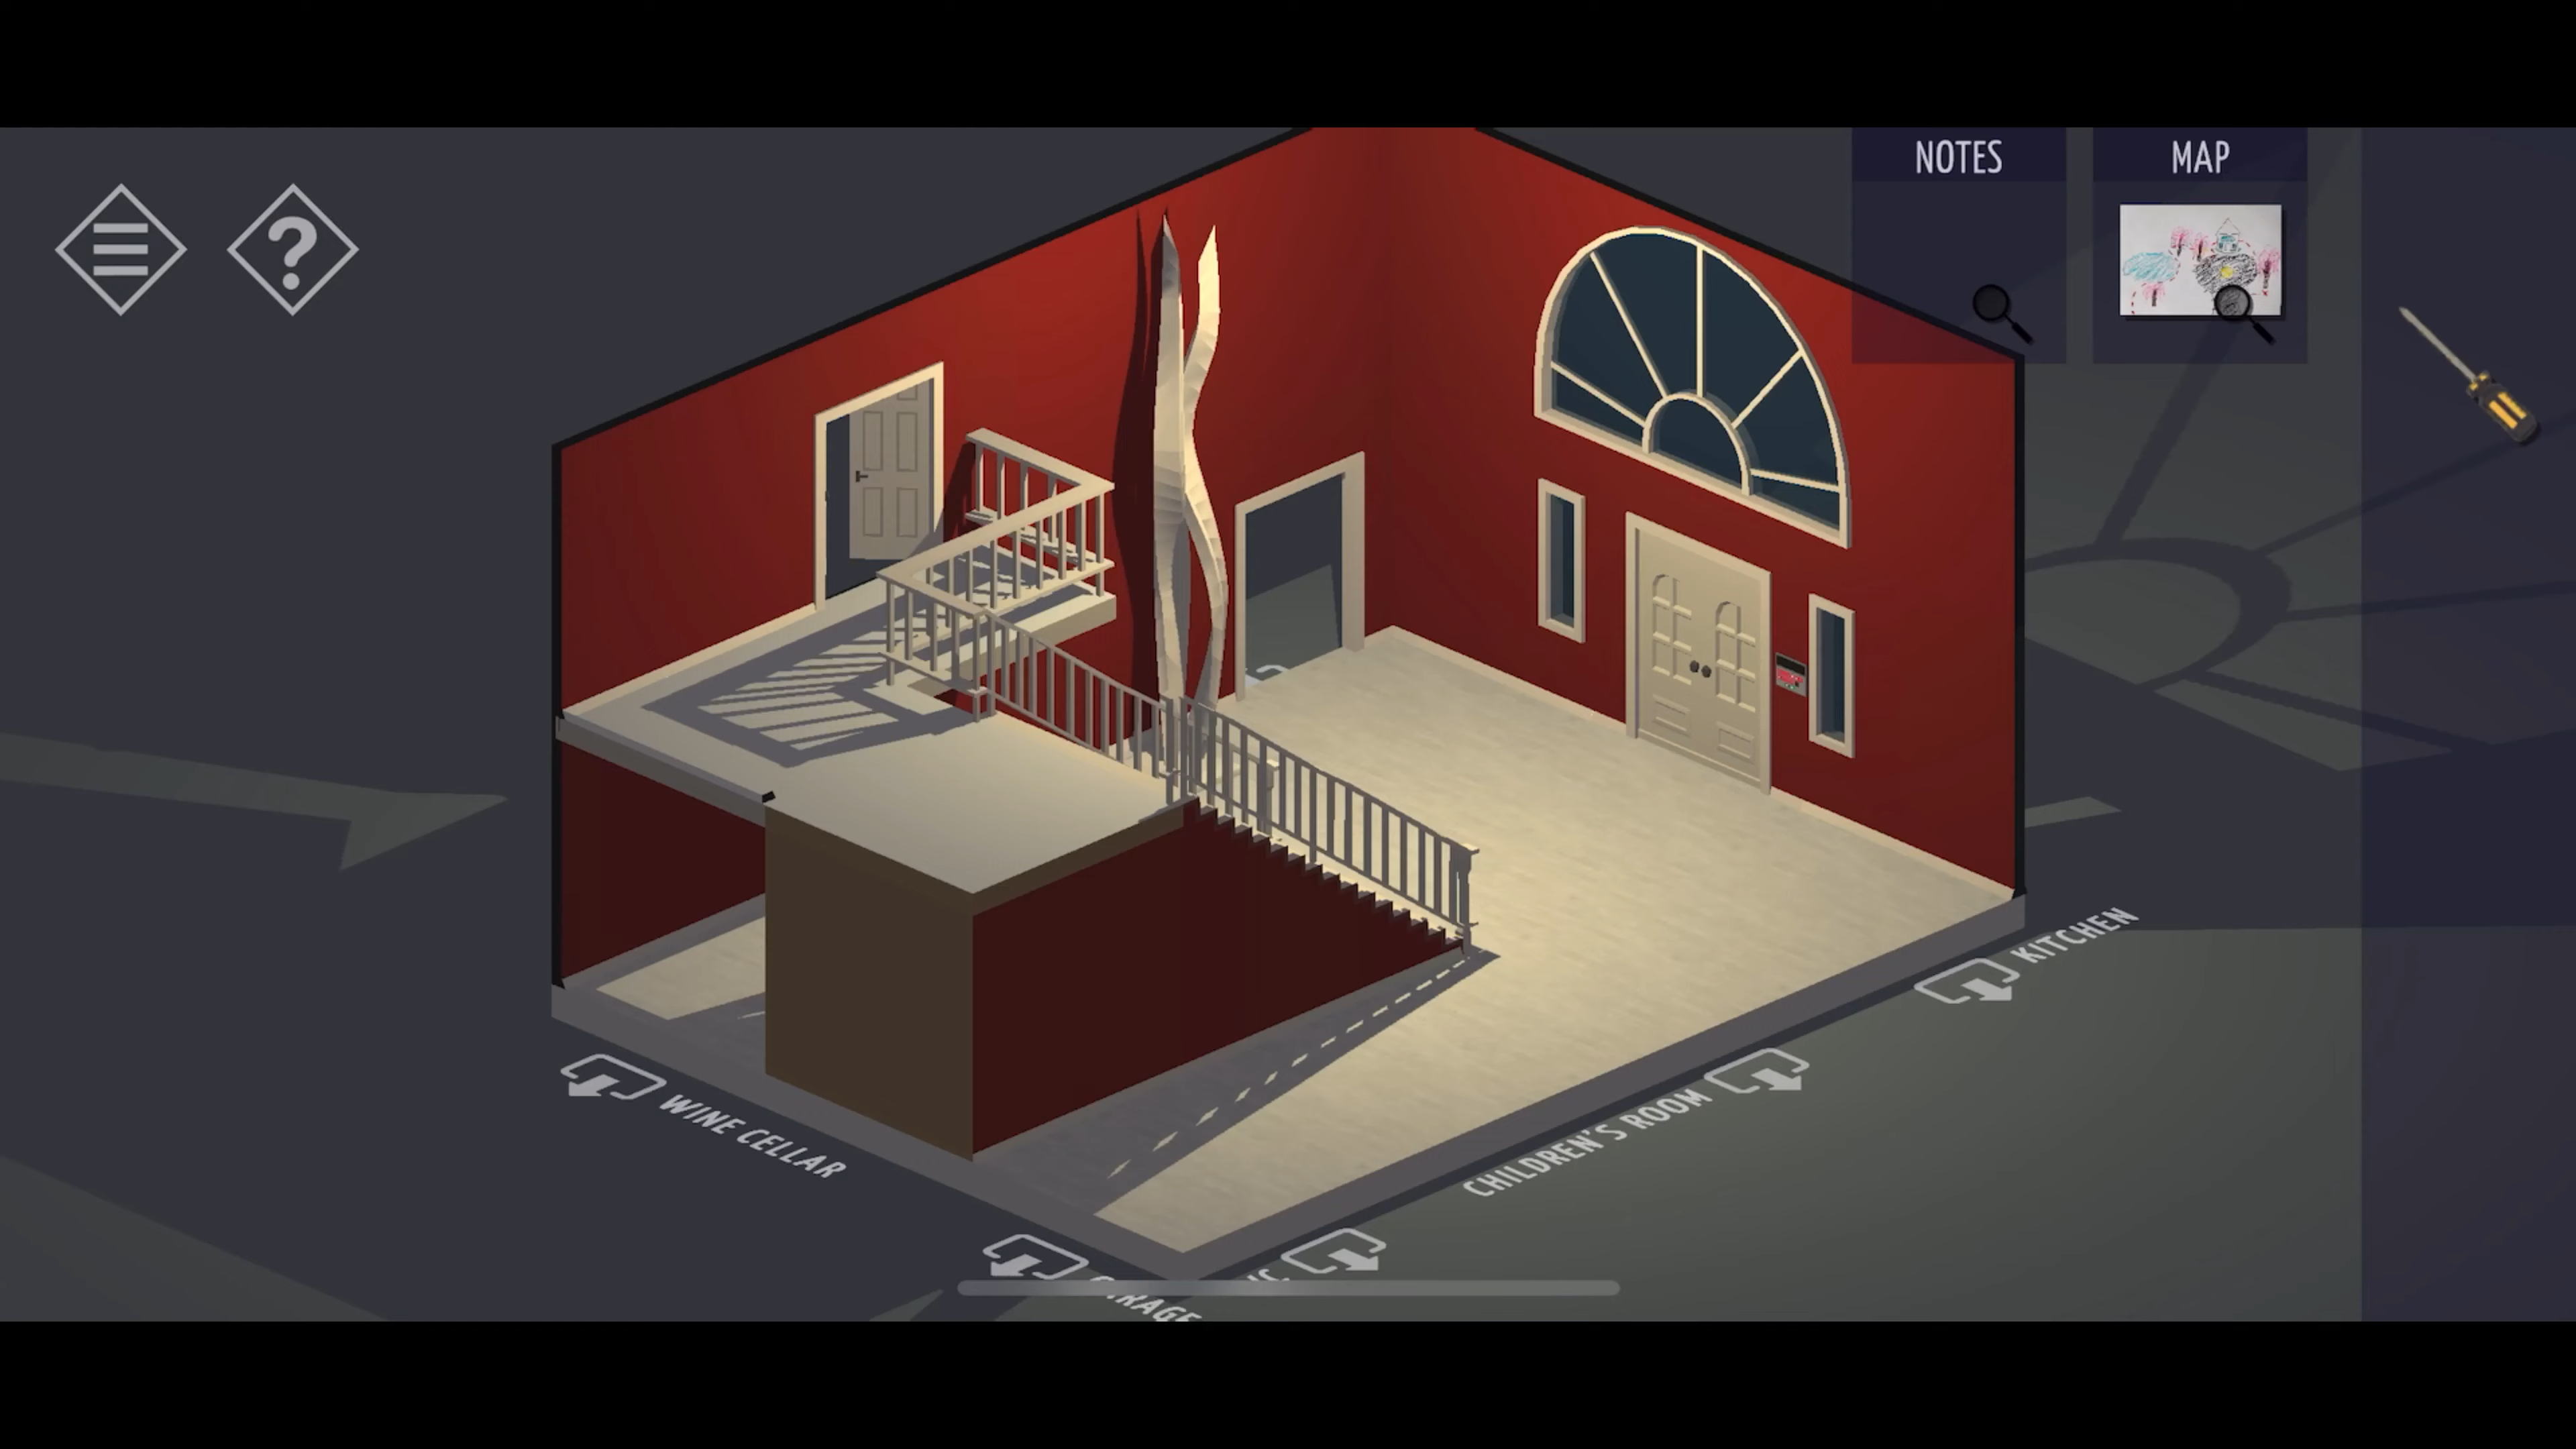 NOTES
MAP
KITCHEN
CHILDREN'S ROOM
WINE CELLAR